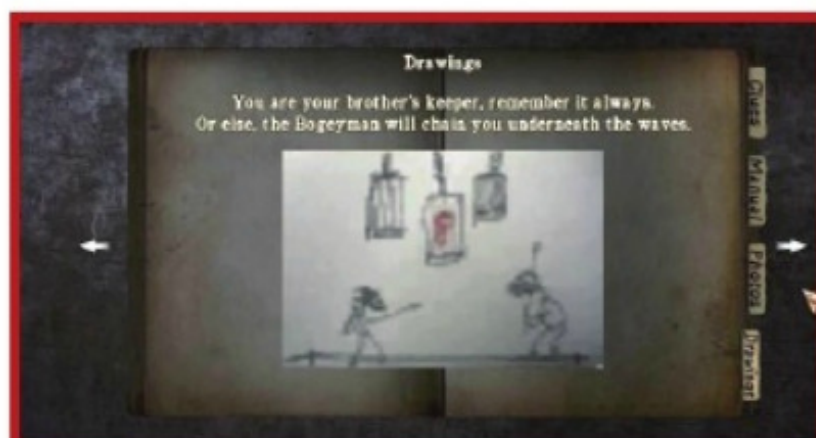 Drawings
You are your brother's keeper, remember it always.
Or else, the Bogeyman will chain you underneath the waves.
Clues
Manual
Photos
Drawings